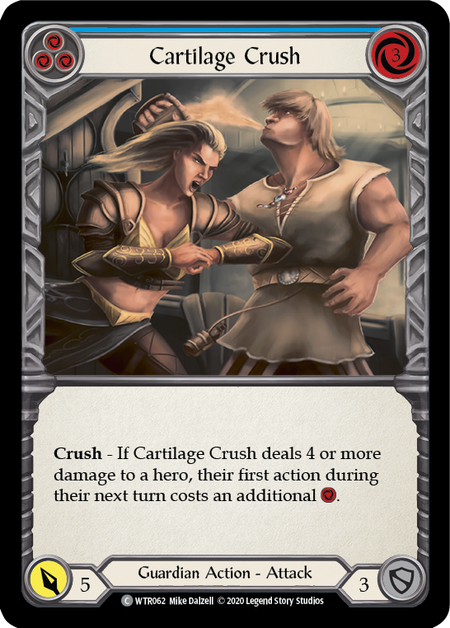 3
Cartilage Crush
Crush - If Cartilage Crush deals 4 or more
damage to a hero, their first action during
their next turn costs an additional .
5
Guardian Action - Attack
3
C WTR062 Mike Dalzell © 2020 Legend Story Studios